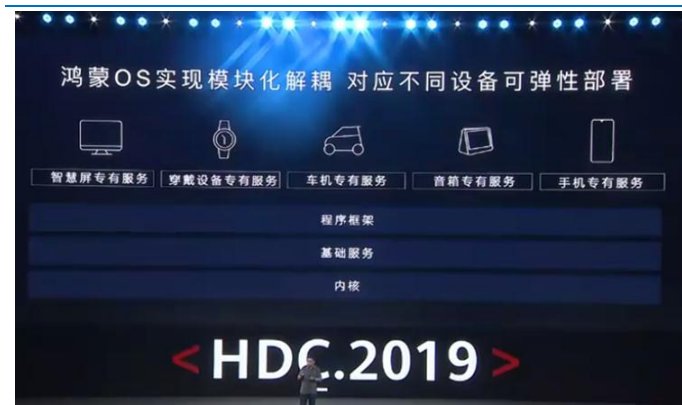 鸿蒙OS实现模块化解耦 对应不同设备可弹性部署
智慧屏专有服务 穿戴设备专有服务 车机专有服务 音箱专有服务 手机专有服务
程序框架
基础服务
内核
<HDC.2019>